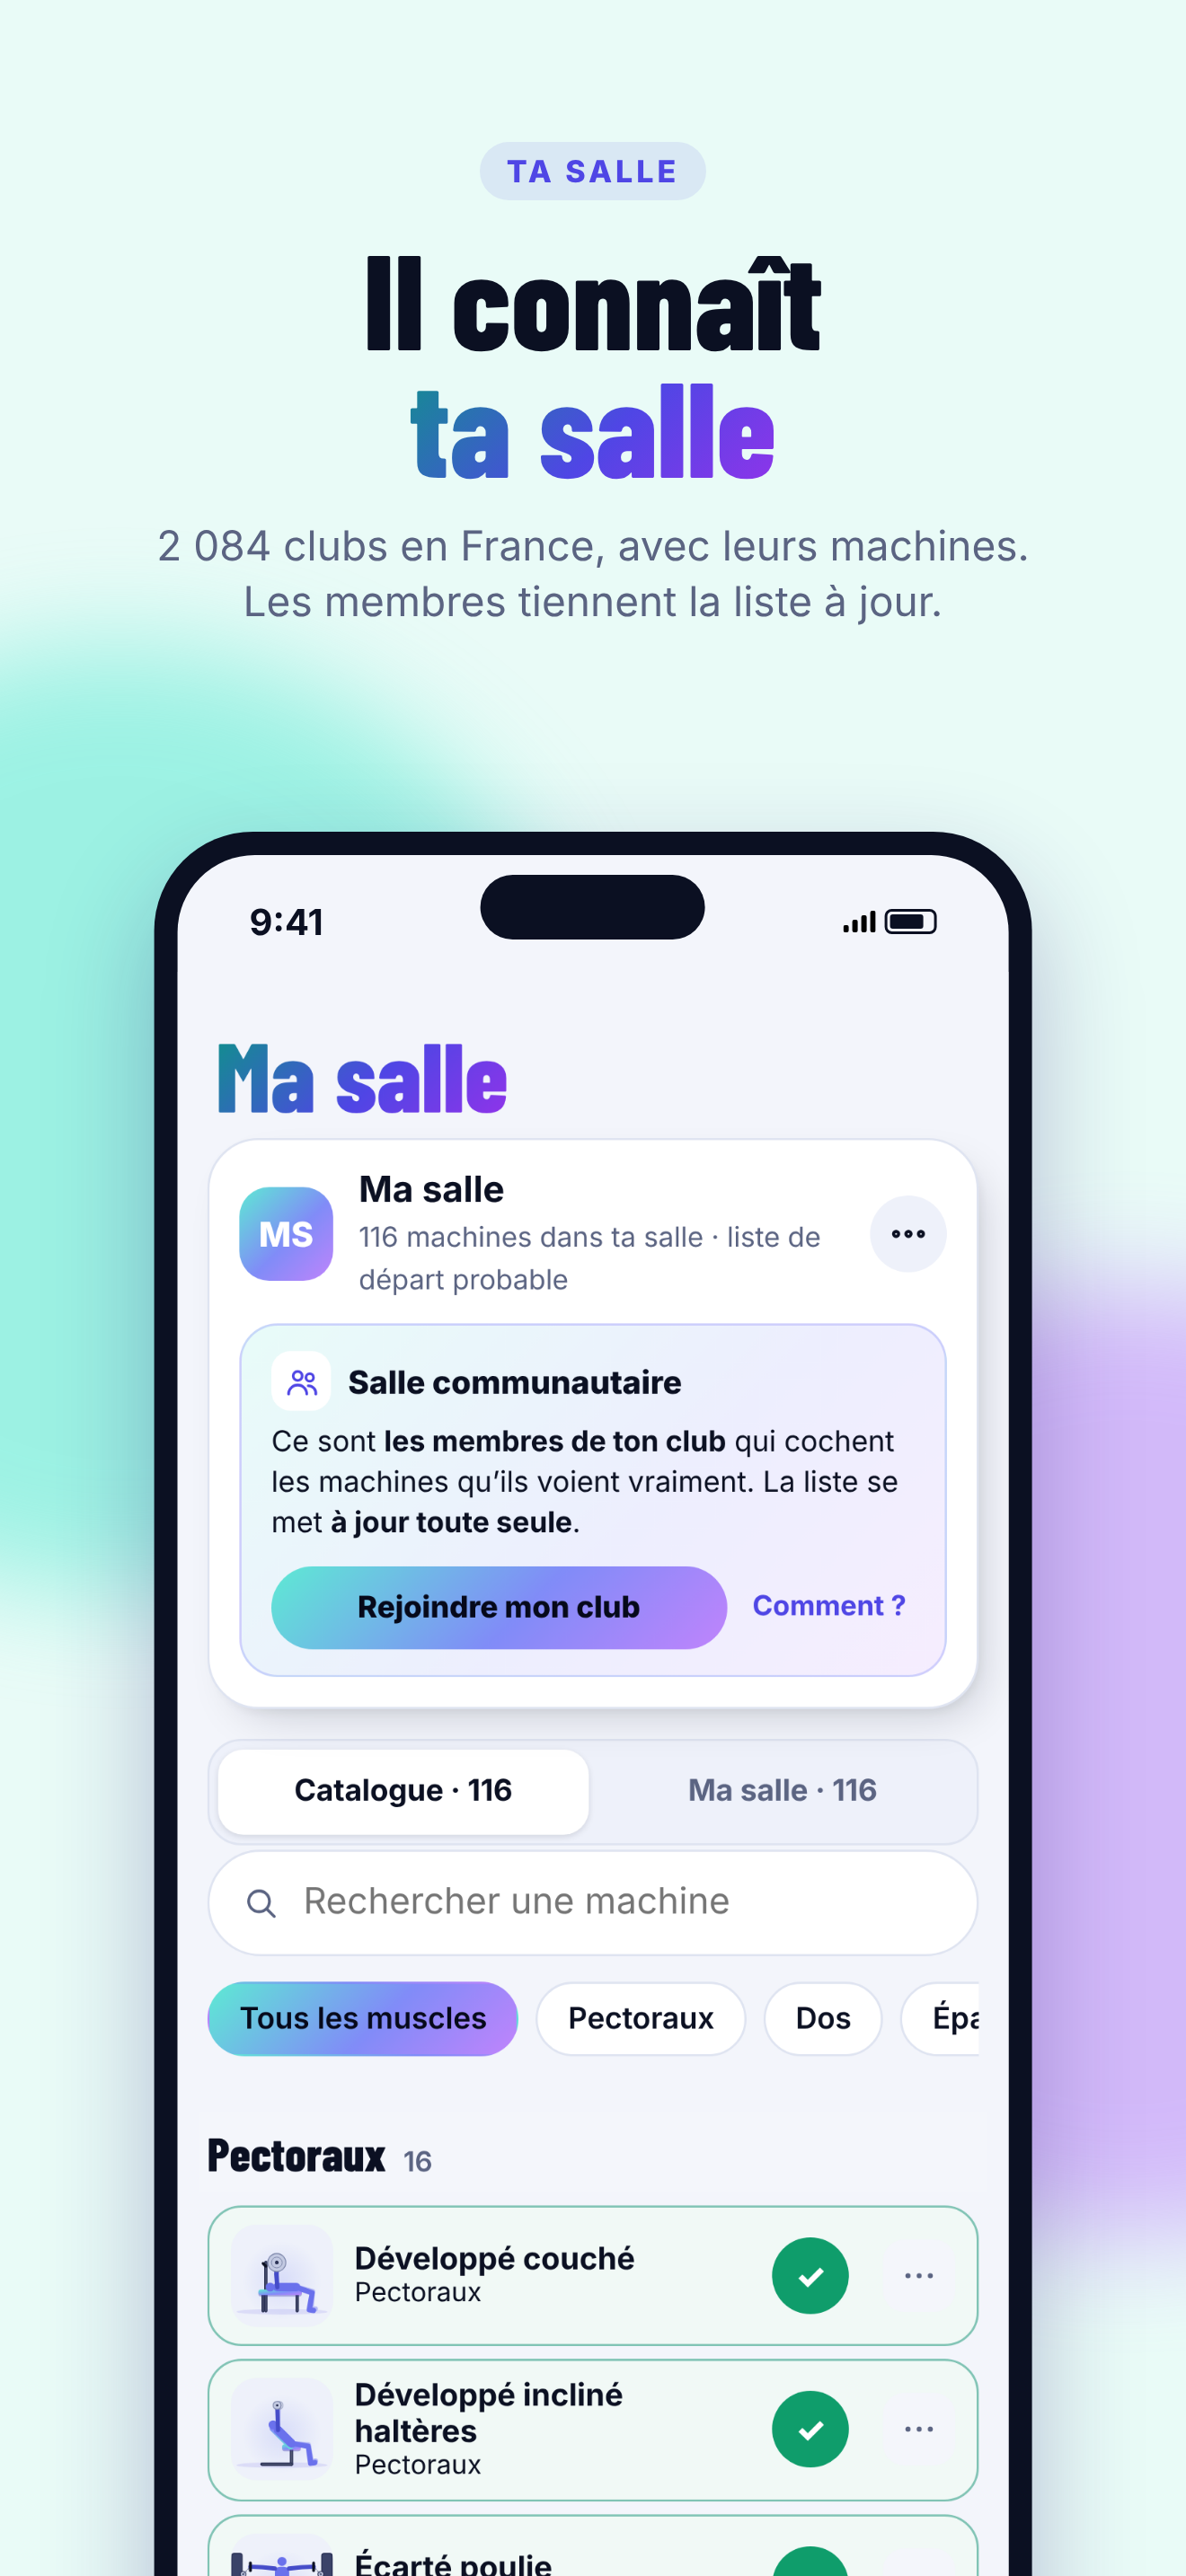 TA SALLE
Il connaît
ta salle
2 084 clubs en France, avec leurs machines.
Les membres tiennent la liste à jour.
9:41
Ma salle
MS
Ma salle
116 machines dans ta salle · liste de
départ probable
Salle communautaire
Ce sont les membres de ton club qui cochent
les machines qu’ils voient vraiment. La liste se
met à jour toute seule.
Rejoindre mon club
Comment ?
Catalogue · 116
Ma salle · 116
Rechercher une machine
Tous les muscles
Pectoraux
Dos
Épa
Pectoraux 16
Développé couché
Pectoraux
Développé incliné
haltères
Pectoraux
Écarté poulie